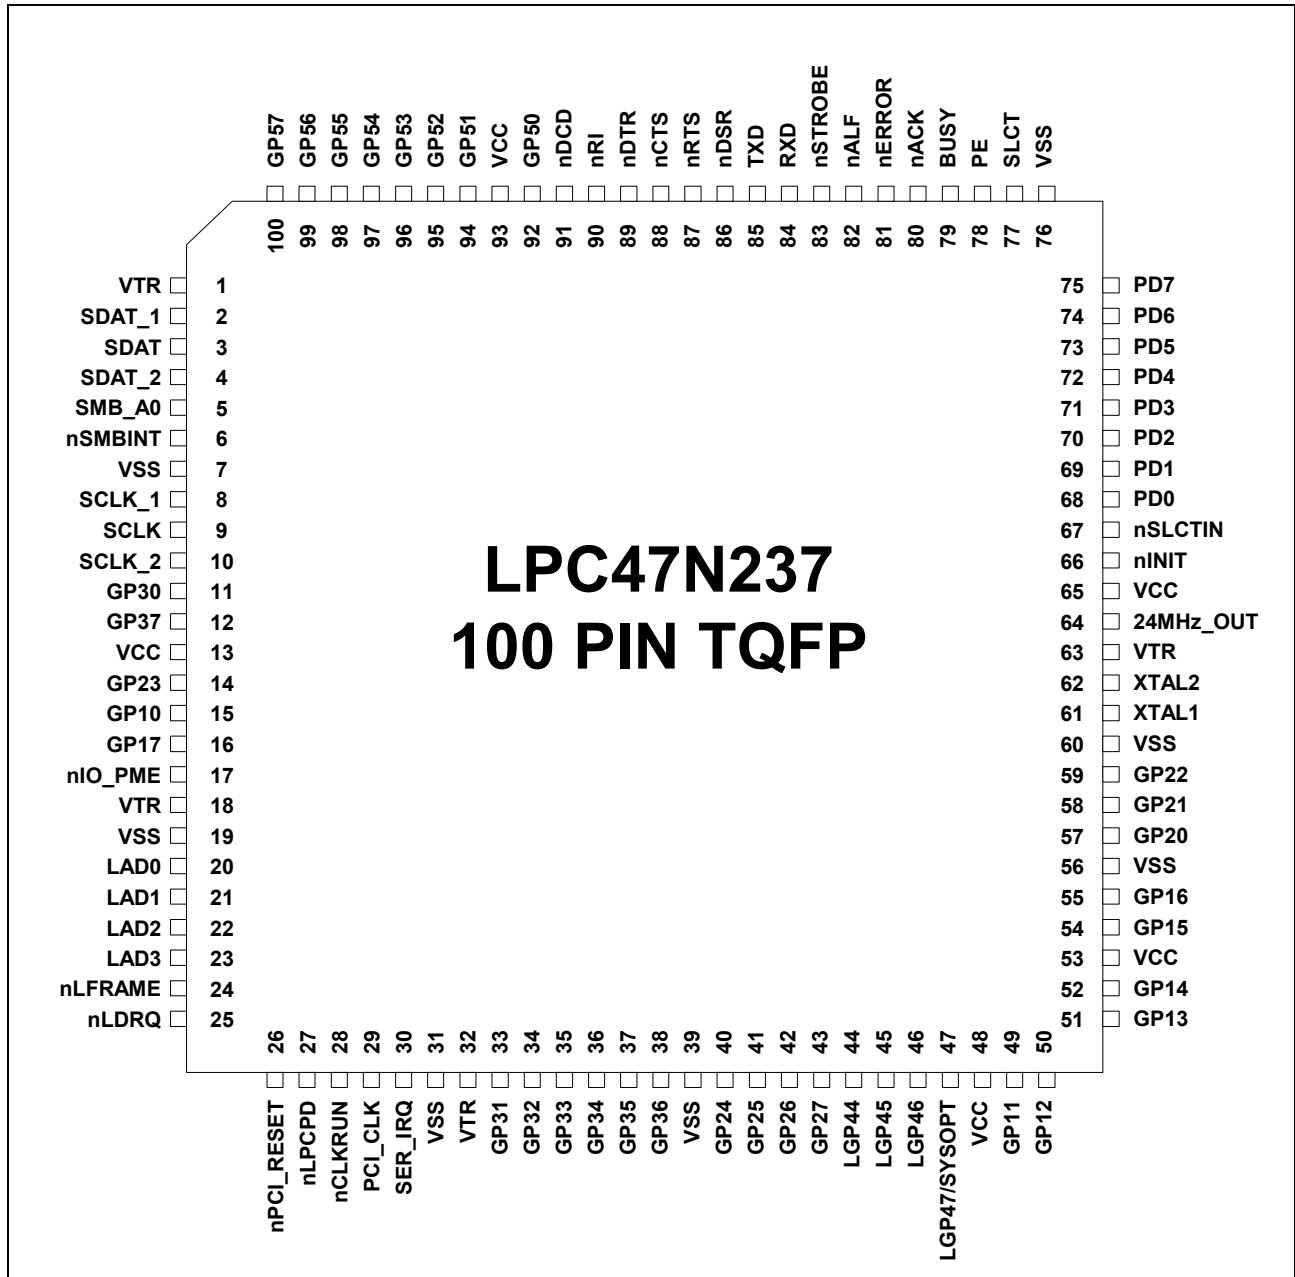 GP57 GP56 GP55 GP54 GP53 GP52 GP51 VCC GP50 nDCD nRI nDTR nCTS nRTS nDSR TXD RXD nSTROBE nALF nERROR nACK BUSY PE SLCT VSS
100 99 98 97 96 95 94 93 92 91 90 89 88 87 86 85 84 83 82 81 80 79 78 77 76
VTR 1 75 PD7
SDAT_1 2 74 PD6
SDAT 3 73 PD5
SDAT_2 4 72 PD4
SMB_A0 5 71 PD3
nSMBINT 6 70 PD2
VSS 7 69 PD1
SCLK_1 8 68 PD0
SCLK 9 67 nSLCTIN
SCLK_2 10 66 nINIT
GP30 11 65 VCC
GP37 12 64 24MHz_OUT
VCC 13 63 VTR
GP23 14 62 XTAL2
GP10 15 61 XTAL1
GP17 16 60 VSS
nIO_PME 17 59 GP22
VTR 18 58 GP21
VSS 19 57 GP20
LAD0 20 56 VSS
LAD1 21 55 GP16
LAD2 22 54 GP15
LAD3 23 53 VCC
nLFRAME 24 52 GP14
nLDRQ 25 51 GP13
LPC47N237
100 PIN TQFP
26 27 28 29 30 31 32 33 34 35 36 37 38 39 40 41 42 43 44 45 46 47 48 49 50
nPCI_RESET nLPCPD nCLKRUN PCI_CLK SER_IRQ VSS VTR GP31 GP32 GP33 GP34 GP35 GP36 VSS GP24 GP25 GP26 GP27 LGP44 LGP45 LGP46 LGP47/SYSOPT VCC GP11 GP12